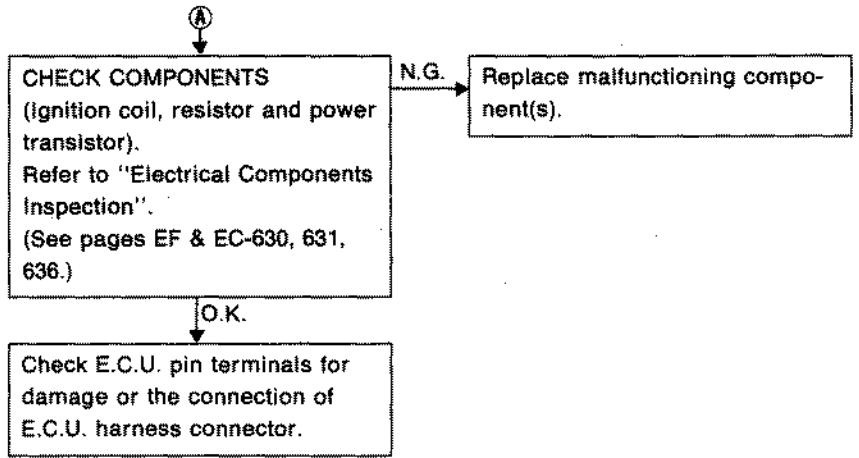 A
CHECK COMPONENTS
(Ignition coil, resistor and power
transistor).
Refer to "Electrical Components
Inspection".
(See pages EF & EC-630, 631,
636.)
N.G.
Replace malfunctioning compo-
nent(s).
O.K.
Check E.C.U. pin terminals for
damage or the connection of
E.C.U. harness connector.